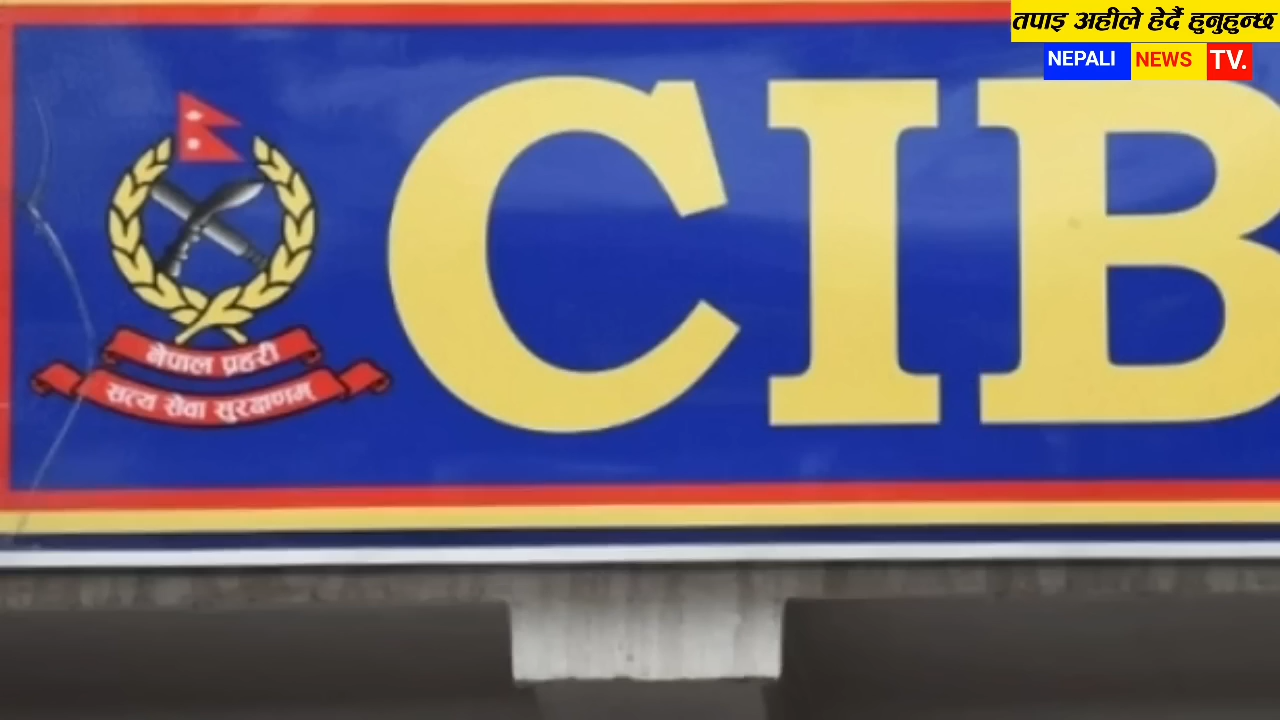 तपाइ अहीले हेर्दै हुनुहुन्छ
NEPALI NEWS TV.
CIB
नेपाल प्रहरी
सत्य सेवा सुरक्षणम्